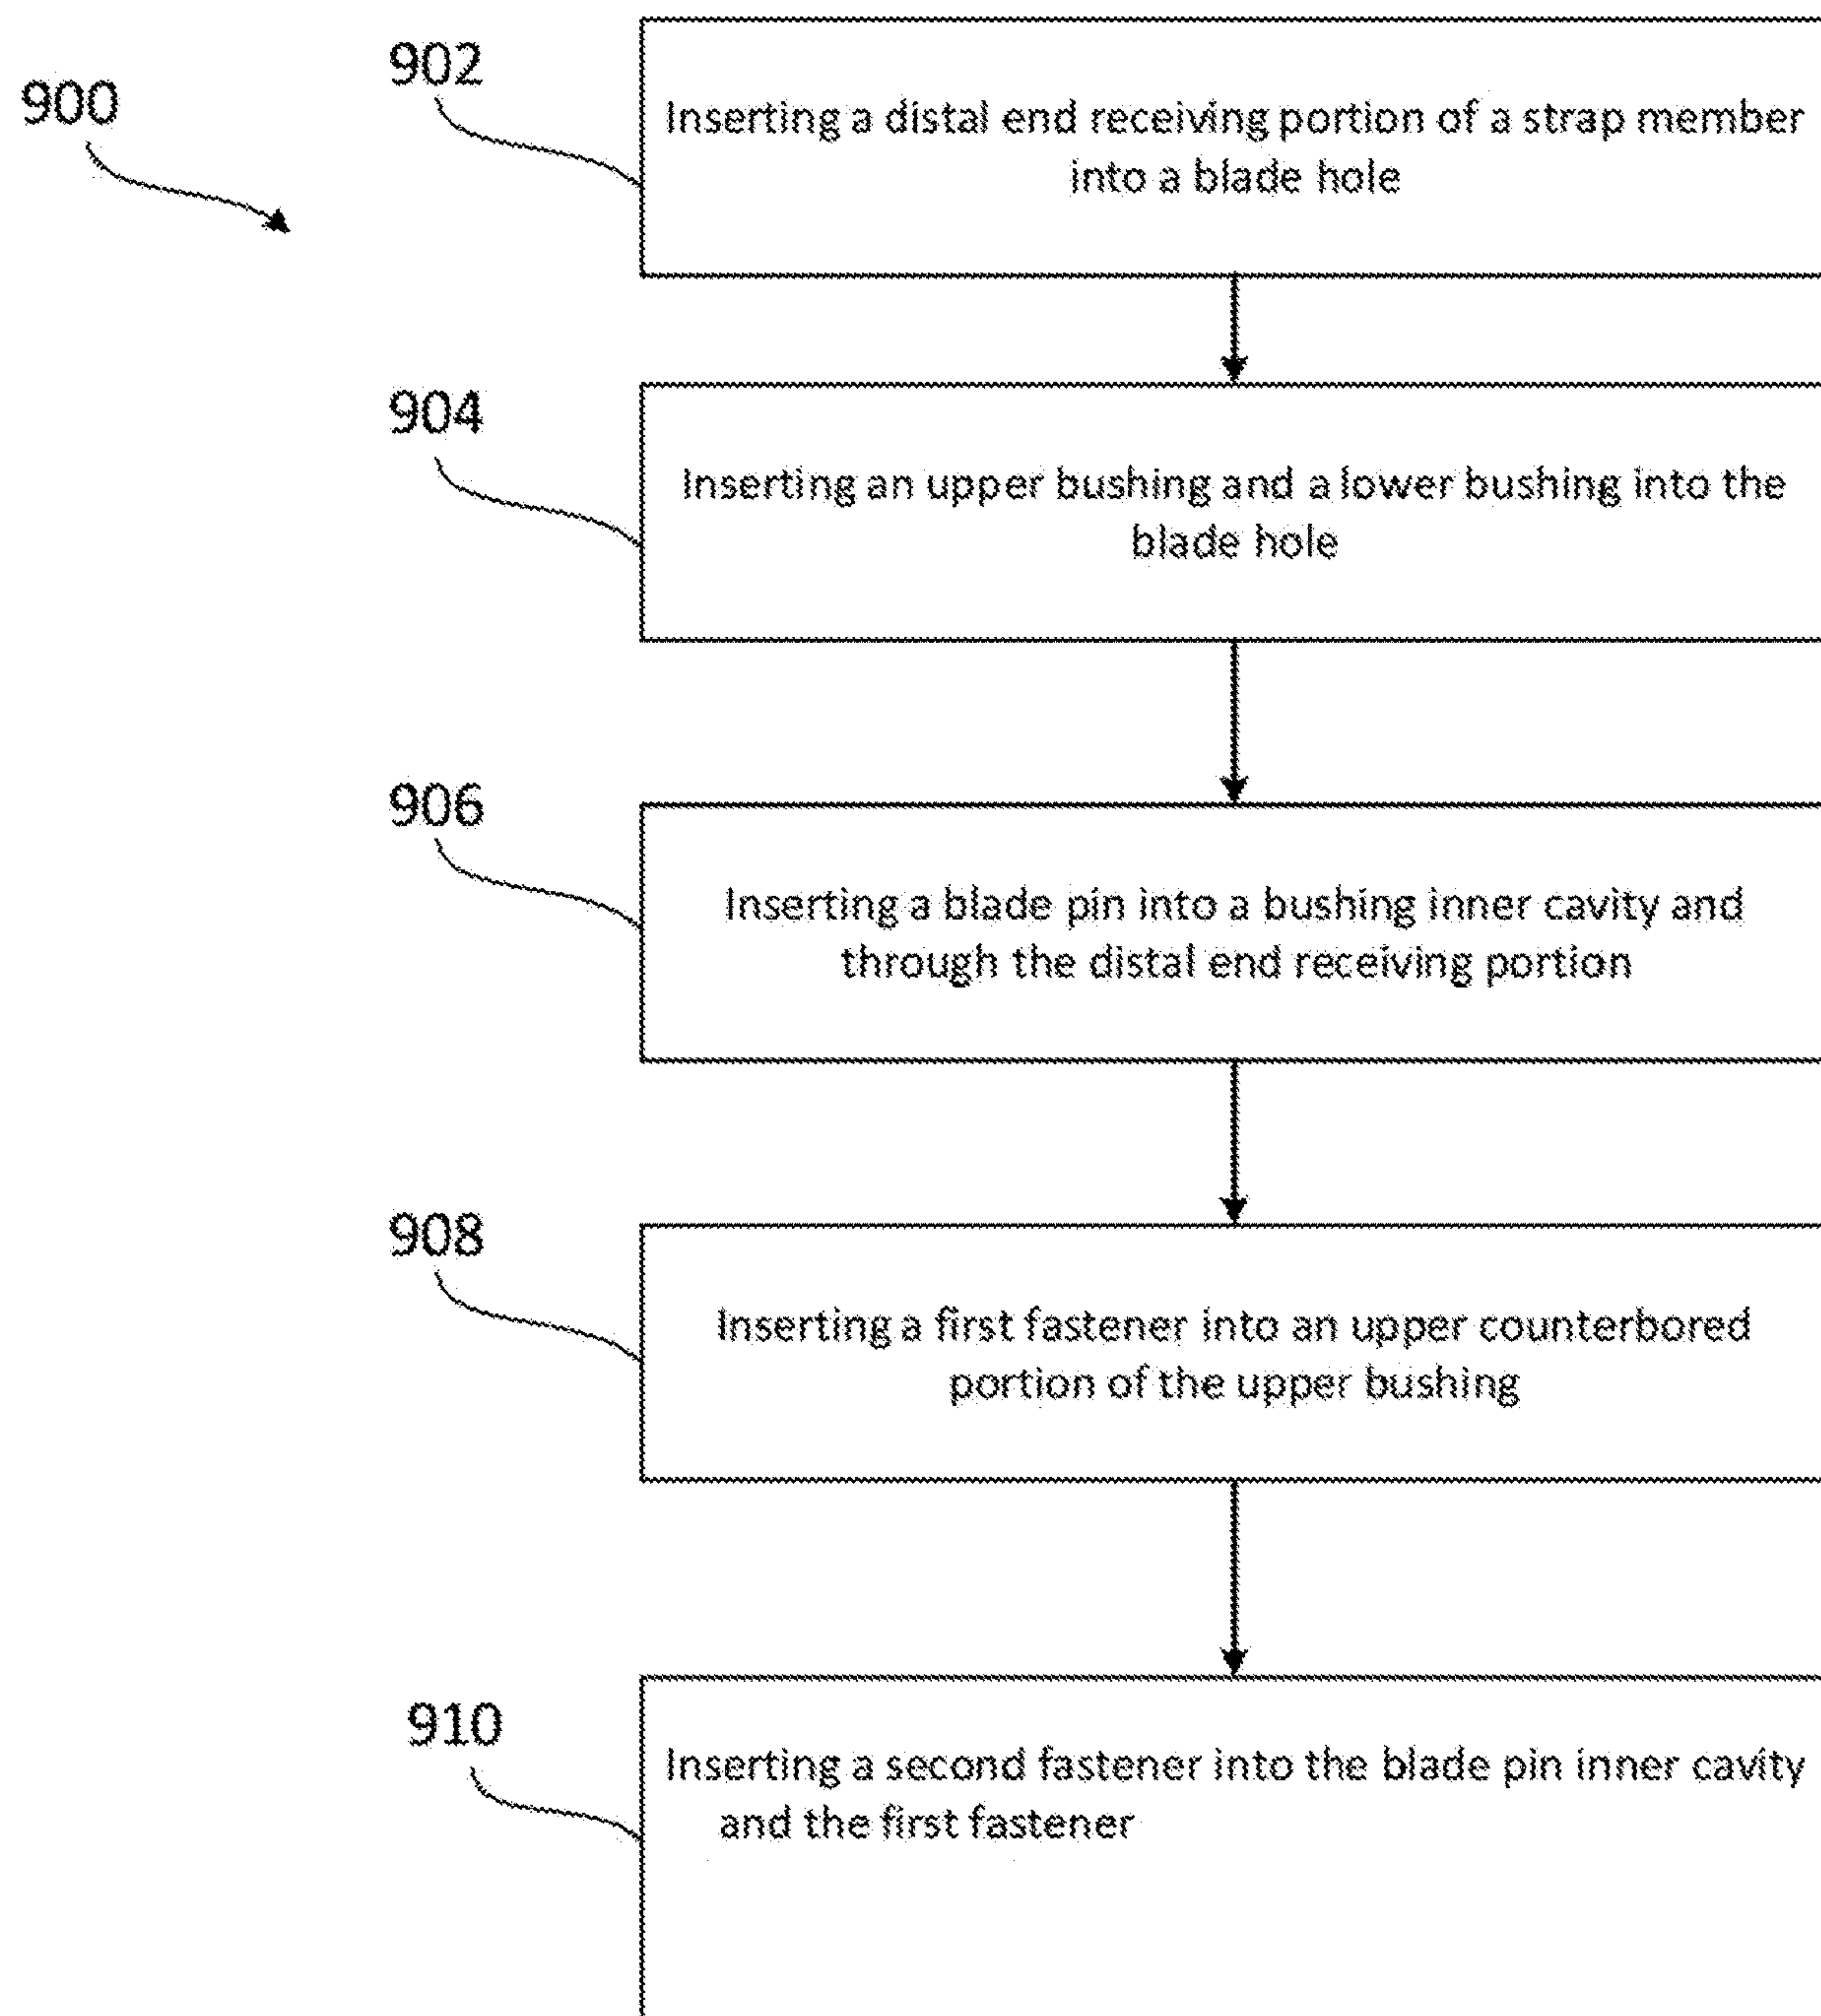 900
902
Inserting a distal end receiving portion of a strap member
into a blade hole
904
Inserting an upper bushing and a lower bushing into the
blade hole
906
Inserting a blade pin into a bushing inner cavity and
through the distal end receiving portion
908
Inserting a first fastener into an upper counterbored
portion of the upper bushing
910
Inserting a second fastener into the blade pin inner cavity
and the first fastener